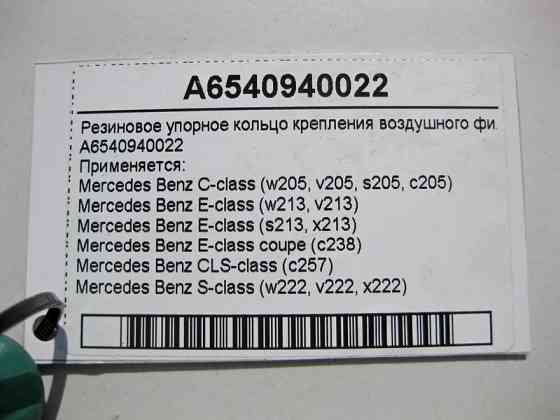 A6540940022
Резиновое упорное кольцо крепления воздушного фи
A6540940022
Применяется:
Mercedes Benz C-class (w205, v205, s205, c205)
Mercedes Benz E-class (w213, v213)
Mercedes Benz E-class (s213, x213)
Mercedes Benz E-class coupe (c238)
Mercedes Benz CLS-class (c257)
Mercedes Benz S-class (w222, v222, x222)